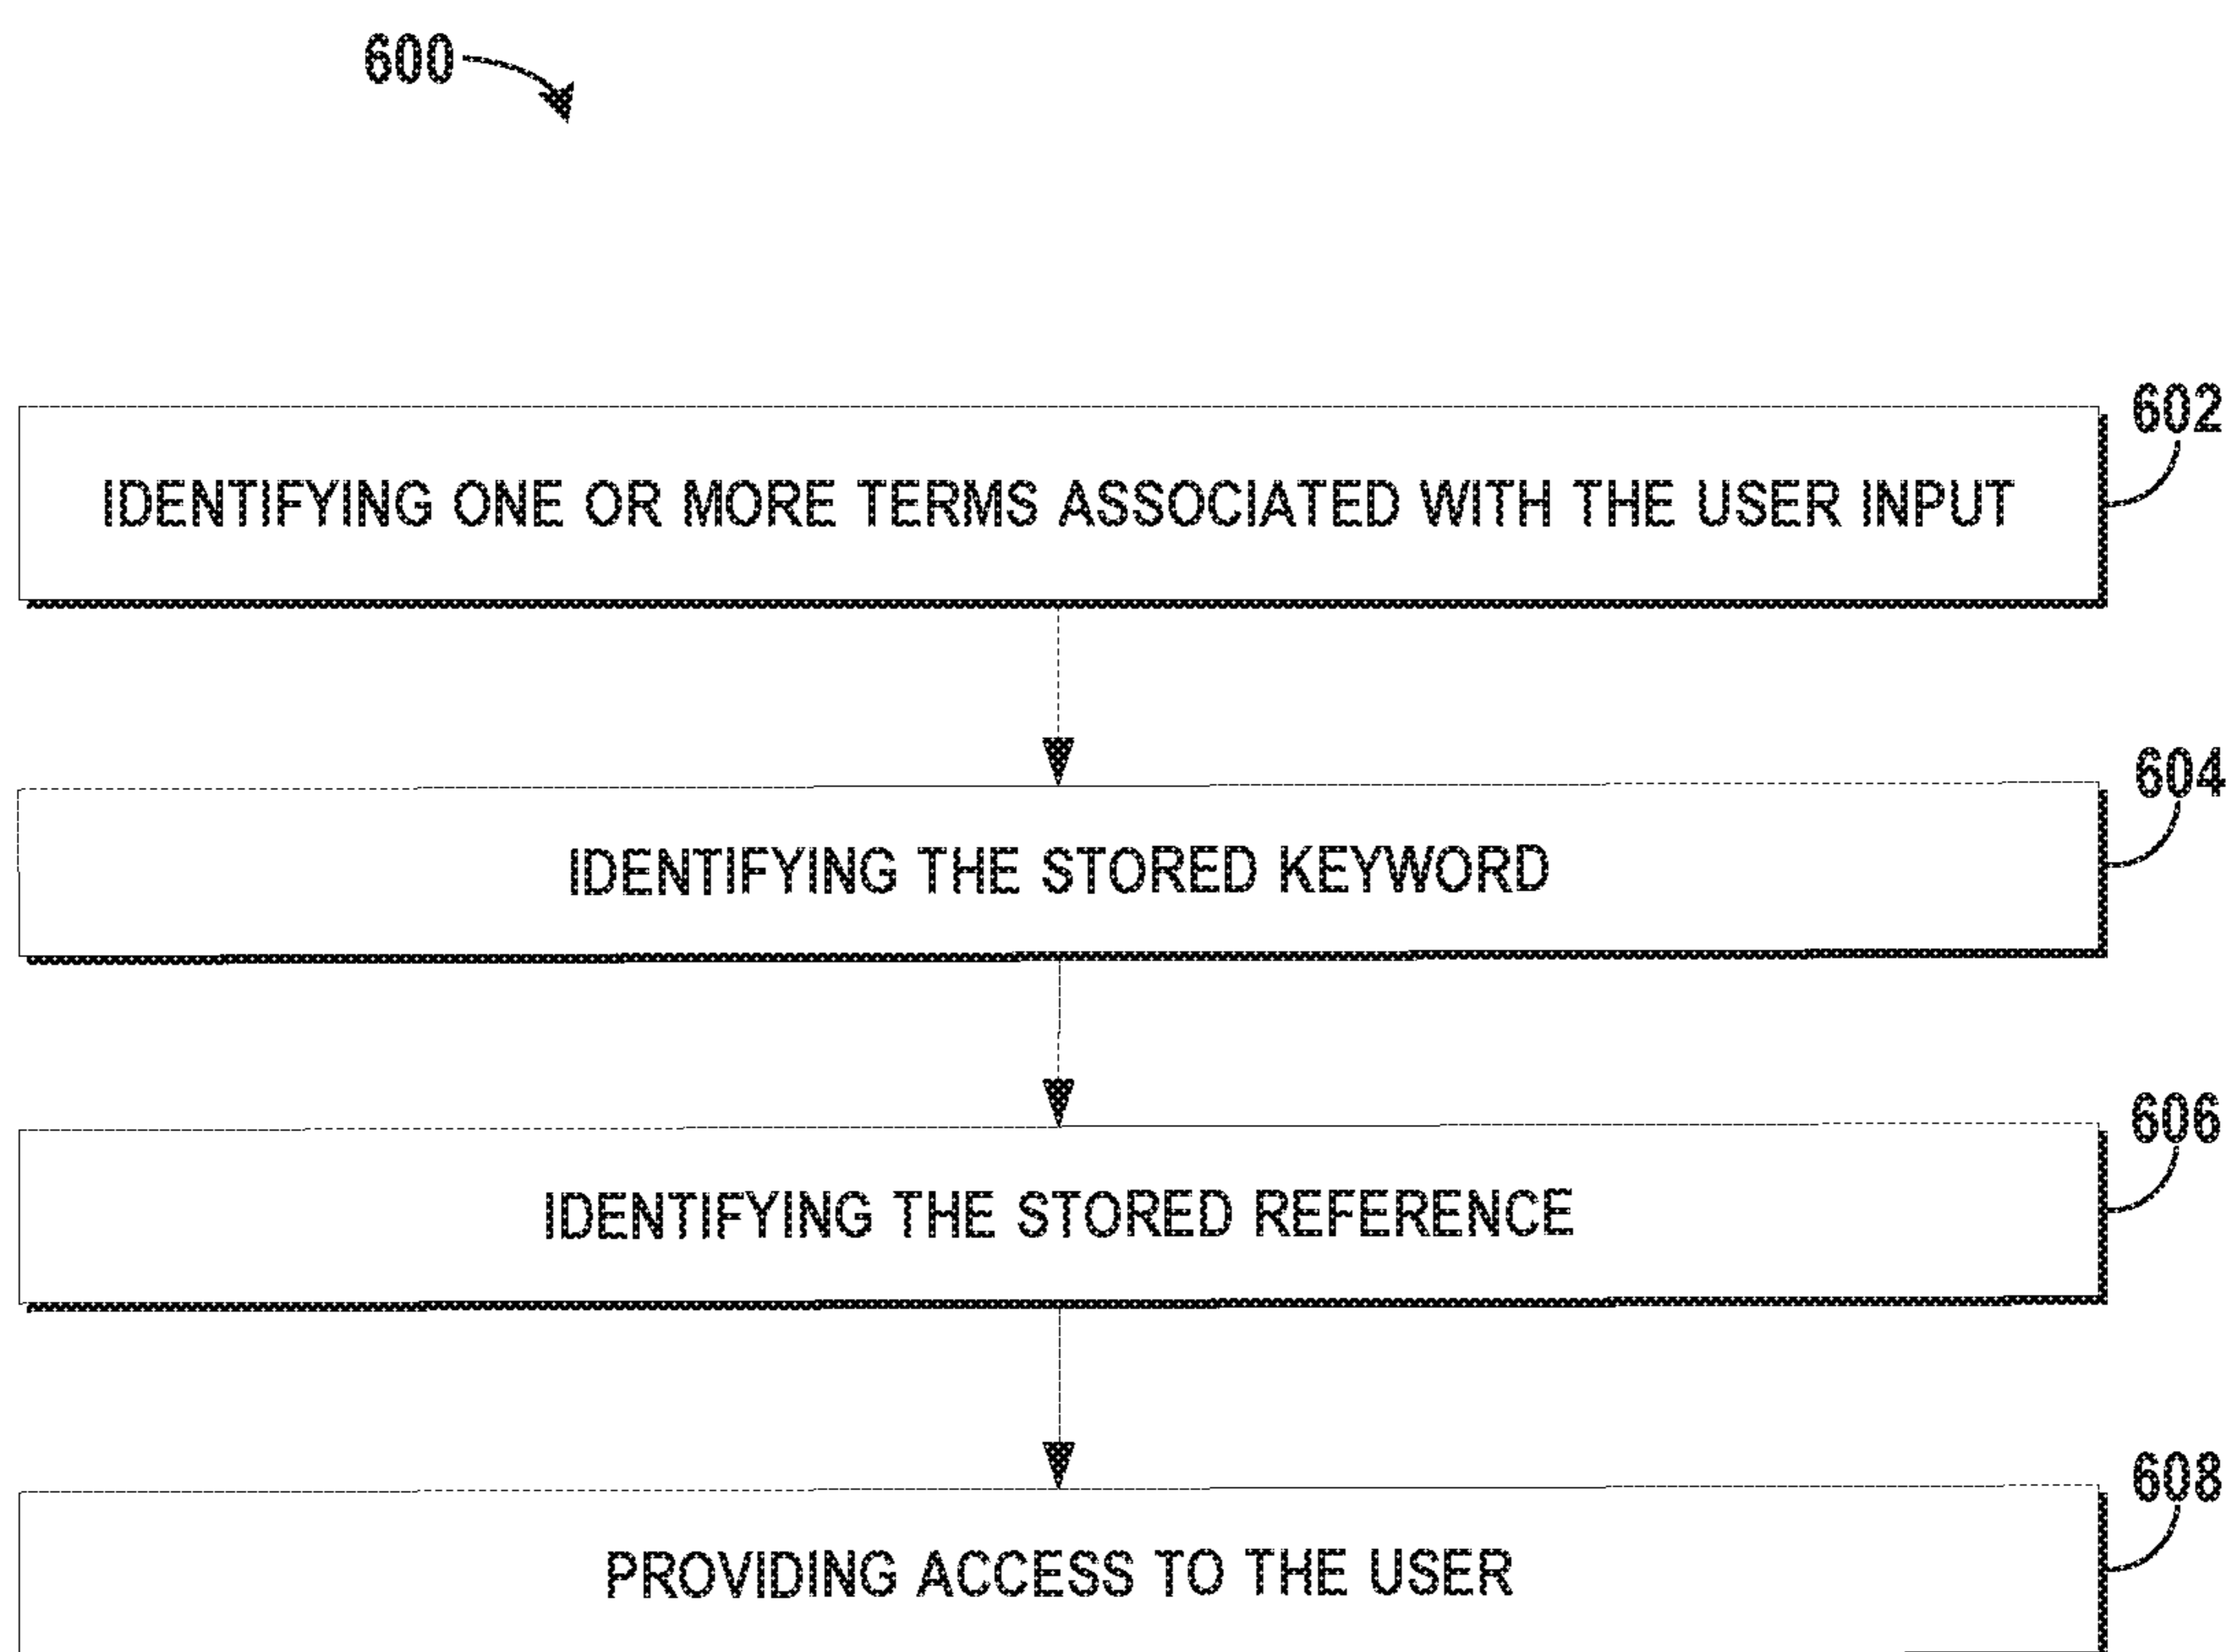 600
602
IDENTIFYING ONE OR MORE TERMS ASSOCIATED WITH THE USER INPUT
604
IDENTIFYING THE STORED KEYWORD
606
IDENTIFYING THE STORED REFERENCE
608
PROVIDING ACCESS TO THE USER